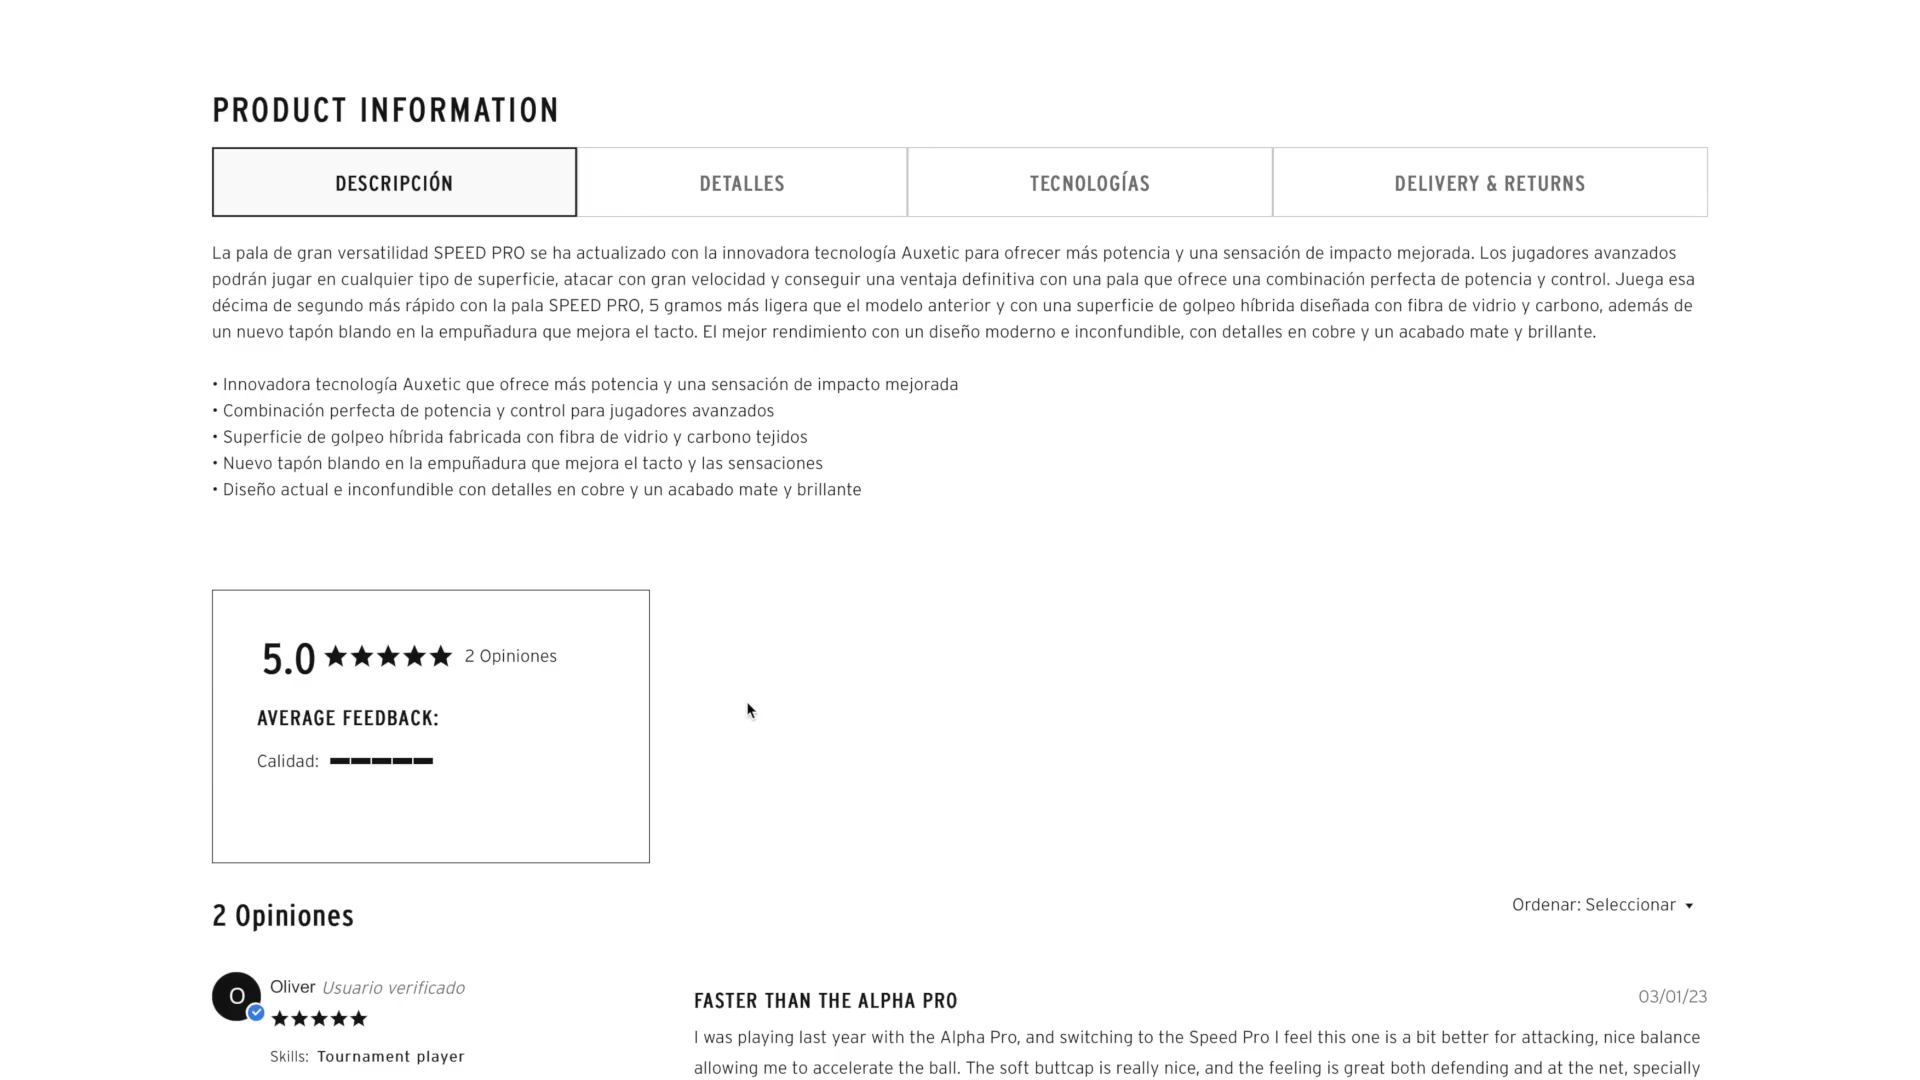 PRODUCT INFORMATION
DESCRIPCIÓN
DETALLES
TECNOLOGÍAS
DELIVERY & RETURNS
La pala de gran versatilidad SPEED PRO se ha actualizado con la innovadora tecnología Auxetic para ofrecer más potencia y una sensación de impacto mejorada. Los jugadores avanzados
podrán jugar en cualquier tipo de superficie, atacar con gran velocidad y conseguir una ventaja definitiva con una pala que ofrece una combinación perfecta de potencia y control. Juega esa
décima de segundo más rápido con la pala SPEED PRO, 5 gramos más ligera que el modelo anterior y con una superficie de golpeo híbrida diseñada con fibra de vidrio y carbono, además de
un nuevo tapón blando en la empuñadura que mejora el tacto. El mejor rendimiento con un diseño moderno e inconfundible, con detalles en cobre y un acabado mate y brillante.
• Innovadora tecnología Auxetic que ofrece más potencia y una sensación de impacto mejorada
• Combinación perfecta de potencia y control para jugadores avanzados
• Superficie de golpeo híbrida fabricada con fibra de vidrio y carbono tejidos
• Nuevo tapón blando en la empuñadura que mejora el tacto y las sensaciones
• Diseño actual e inconfundible con detalles en cobre y un acabado mate y brillante
5.0 ★★★★★ 2 Opiniones
AVERAGE FEEDBACK:
Calidad:
2 Opiniones
Ordenar: Seleccionar
O
Oliver Usuario verificado
★★★★★
Skills: Tournament player
FASTER THAN THE ALPHA PRO
03/01/23
I was playing last year with the Alpha Pro, and switching to the Speed Pro I feel this one is a bit better for attacking, nice balance
allowing me to accelerate the ball. The soft buttcap is really nice, and the feeling is great both defending and at the net, specially